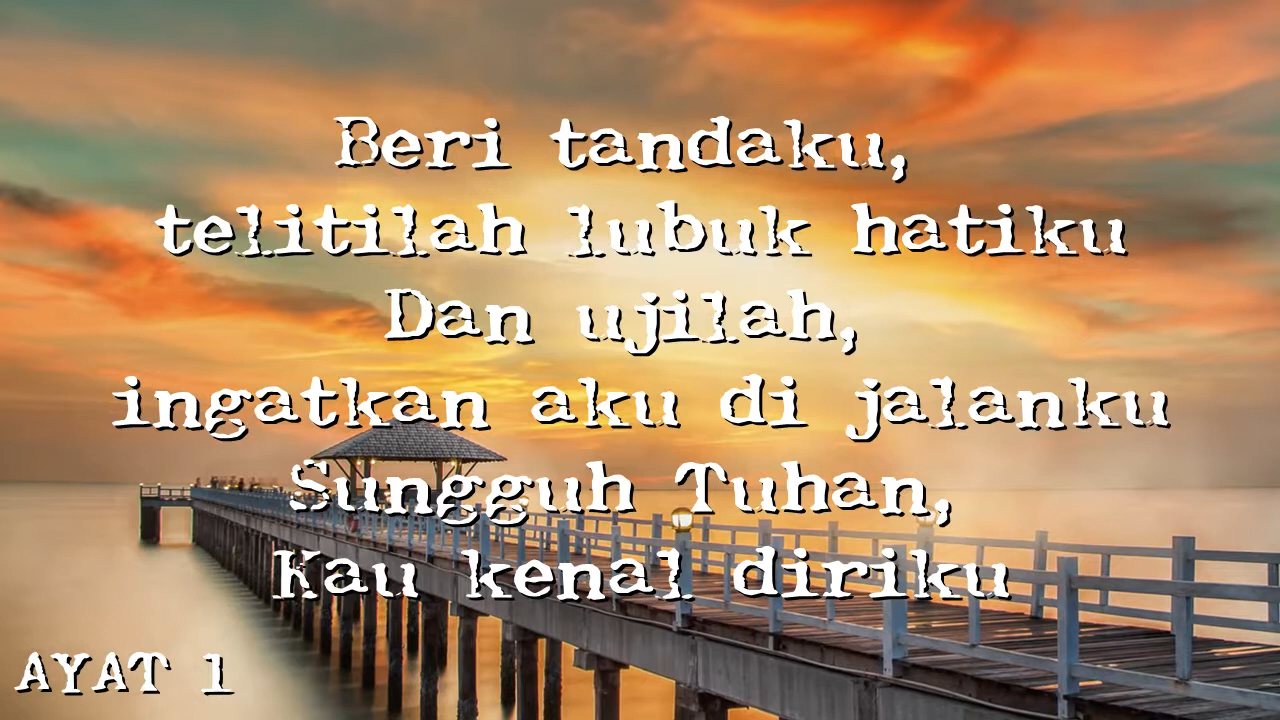 Beri tandaku,
telitilah lubuk hatiku
Dan ujilah,
ingatkan aku di jalanku
Sungguh Tuhan,
Kau kenal diriku
AYAT 1